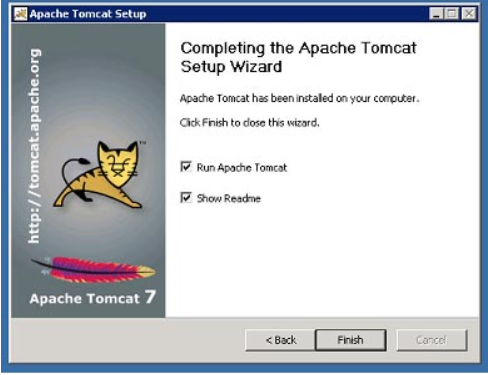 Apache Tomcat Setup
http://tomcat.apache.org
TM
Apache Tomcat 7
Completing the Apache Tomcat
Setup Wizard
Apache Tomcat has been installed on your computer.
Click Finish to close this wizard.
Run Apache Tomcat
Show Readme
< Back
Finish
Cancel